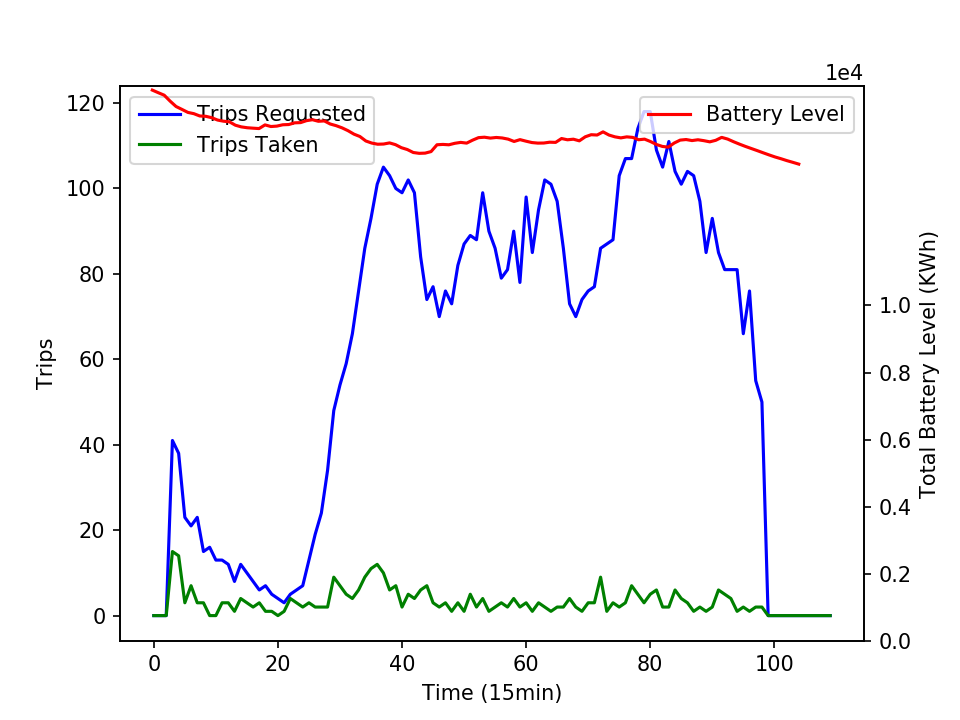 1e4
Trips Requested
Trips Taken
Battery Level
120
100
80
60
40
20
0
Trips
1.0
0.8
0.6
0.4
0.2
0.0
Total Battery Level (KWh)
0 20 40 60 80 100
Time (15min)